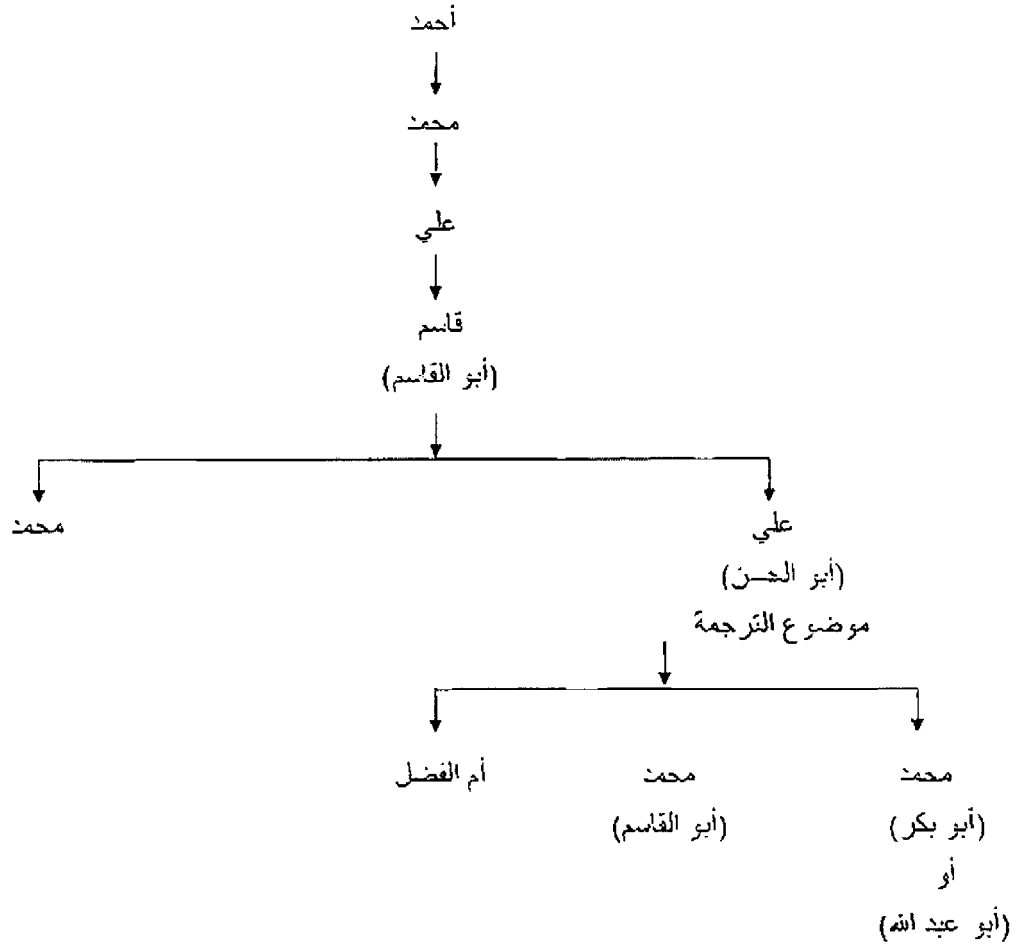 أحمد
محمد
علي
قاسم
(أبو القاسم)
علي
محمد
(أبو الحسن)
موضوع الترجمة
محمد
محمد
أم الفضل
(أبو بكر)
(أبو القاسم)
أو
(أبو عبد الله)